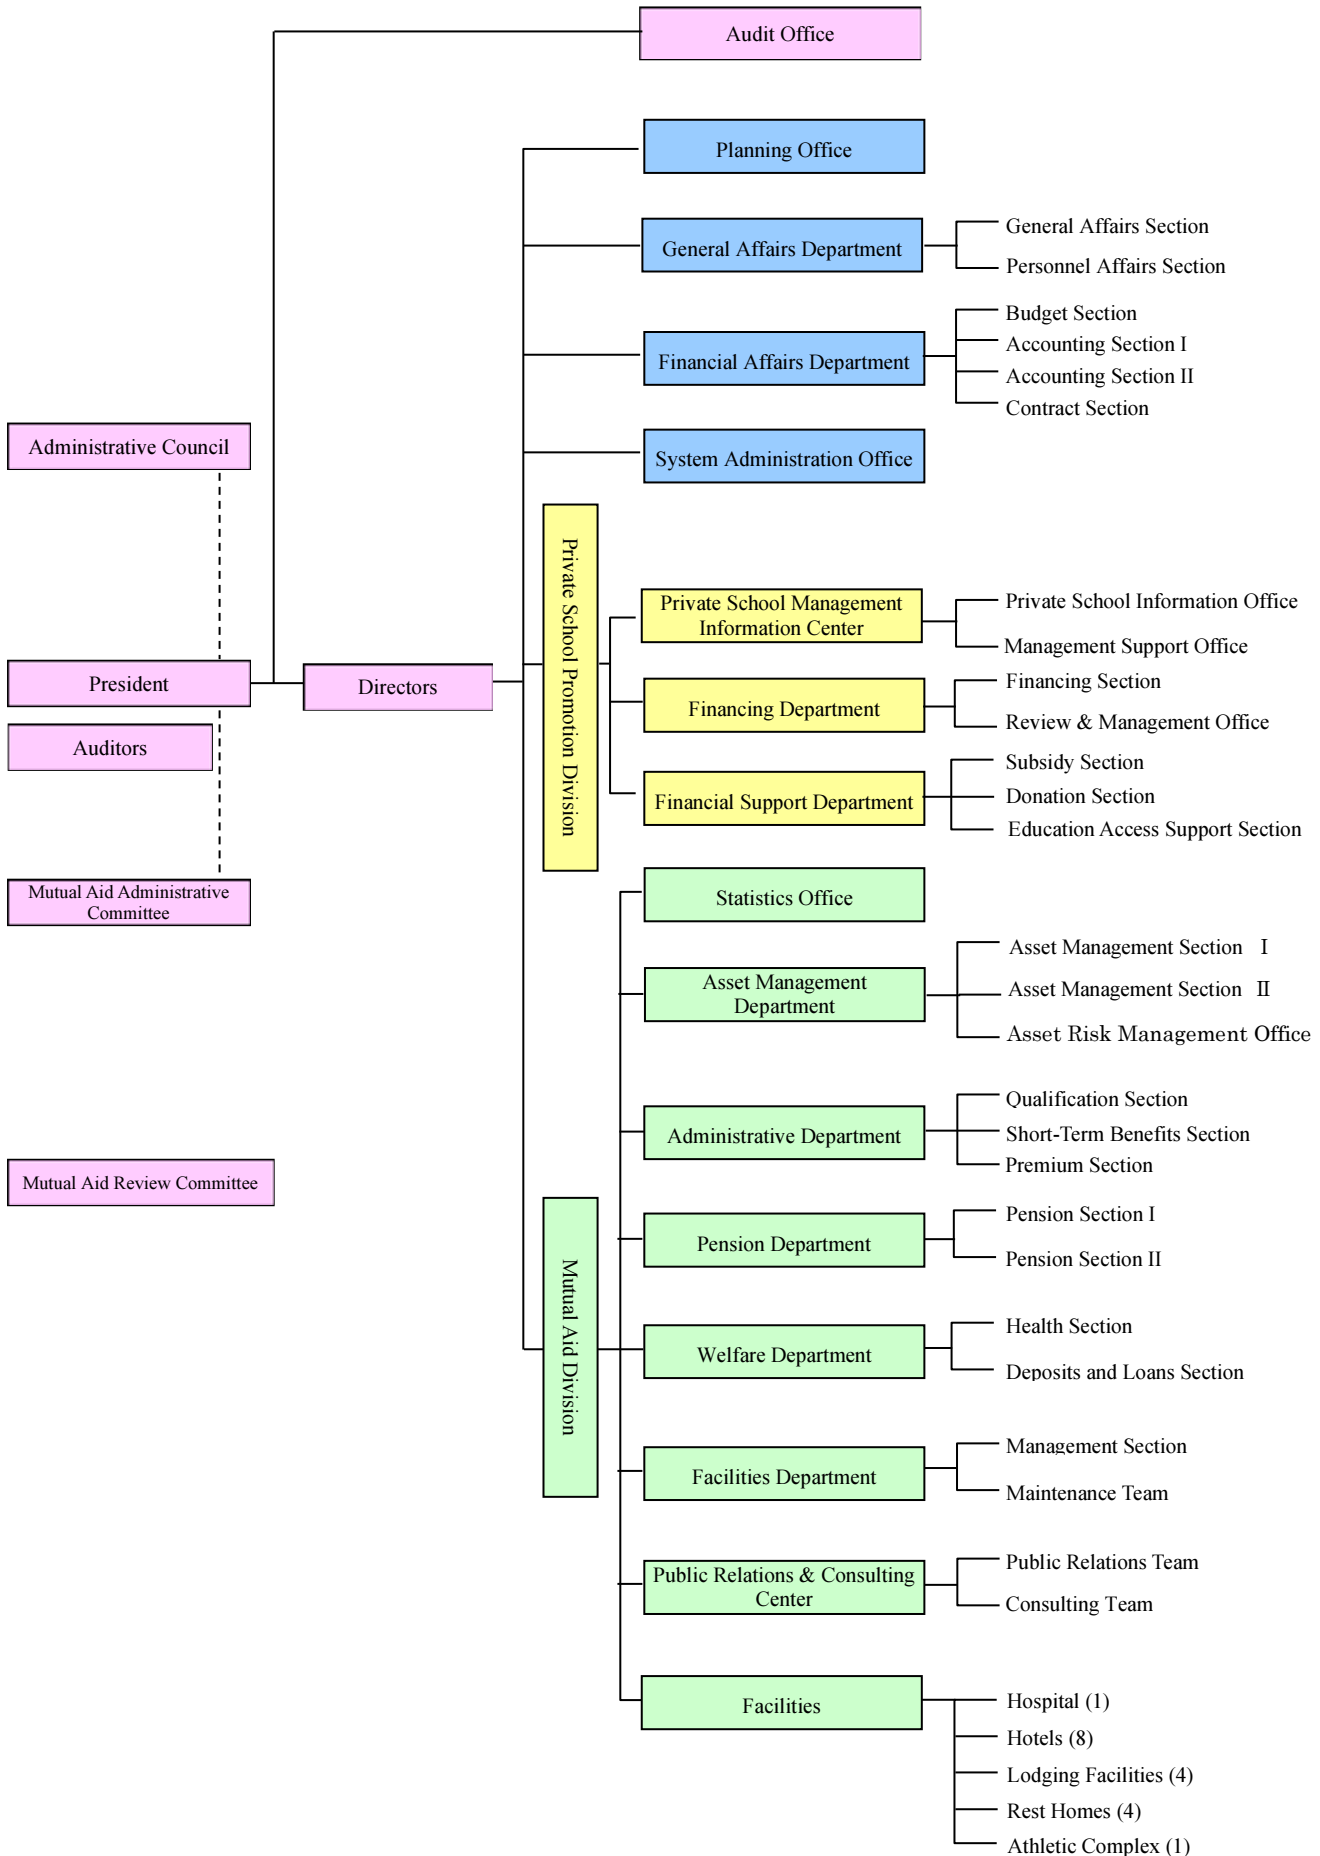 Audit Office
Planning Office
General Affairs Department
General Affairs Section
Personnel Affairs Section
Financial Affairs Department
Budget Section
Accounting Section I
Accounting Section II
Contract Section
System Administration Office
Administrative Council
President
Auditors
Mutual Aid Administrative
Committee
Mutual Aid Review Committee
Directors
Private School Promotion Division
Private School Management
Information Center
Private School Information Office
Management Support Office
Financing Department
Financing Section
Review & Management Office
Financial Support Department
Subsidy Section
Donation Section
Education Access Support Section
Mutual Aid Division
Statistics Office
Asset Management
Department
Asset Management Section I
Asset Management Section II
Asset Risk Management Office
Administrative Department
Qualification Section
Short-Term Benefits Section
Premium Section
Pension Department
Pension Section I
Pension Section II
Welfare Department
Health Section
Deposits and Loans Section
Facilities Department
Management Section
Maintenance Team
Public Relations & Consulting
Center
Public Relations Team
Consulting Team
Facilities
Hospital (1)
Hotels (8)
Lodging Facilities (4)
Rest Homes (4)
Athletic Complex (1)